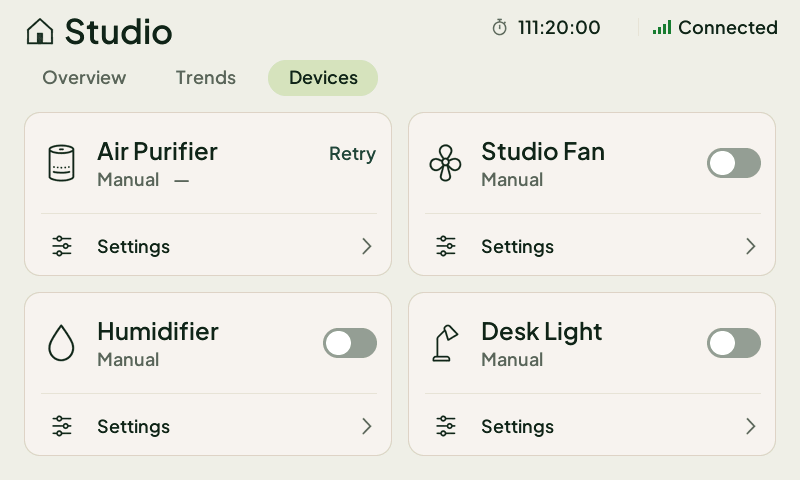 Studio
111:20:00
Connected
Overview
Trends
Devices
Air Purifier
Manual —
Retry
Settings
Studio Fan
Manual
Settings
Humidifier
Manual
Settings
Desk Light
Manual
Settings